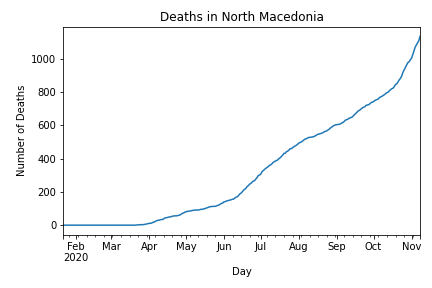 Deaths in North Macedonia
Number of Deaths
1000
800
600
400
200
0
Feb Mar Apr May Jun Jul Aug Sep Oct Nov
2020
Day